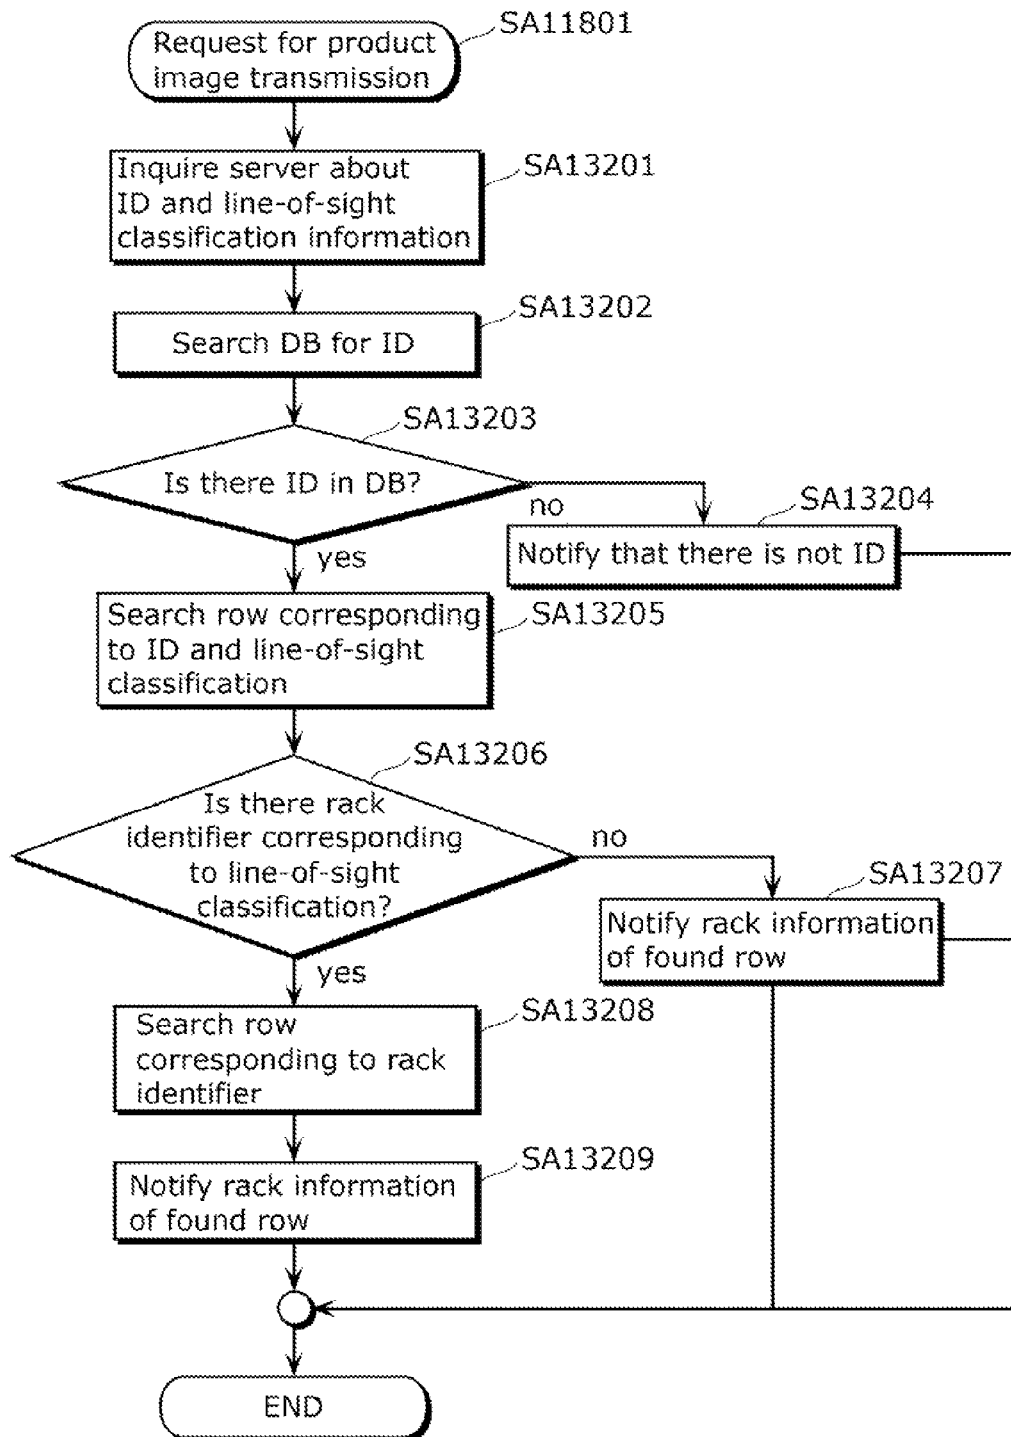 SA11801
Request for product
image transmission
SA13201
Inquire server about
ID and line-of-sight
classification information
SA13202
Search DB for ID
SA13203
Is there ID in DB?
no
yes
SA13204
Notify that there is not ID
SA13205
Search row corresponding
to ID and line-of-sight
classification
SA13206
Is there rack
identifier corresponding
to line-of-sight
classification?
no
yes
SA13207
Notify rack information
of found row
SA13208
Search row
corresponding to rack
identifier
SA13209
Notify rack information
of found row
END